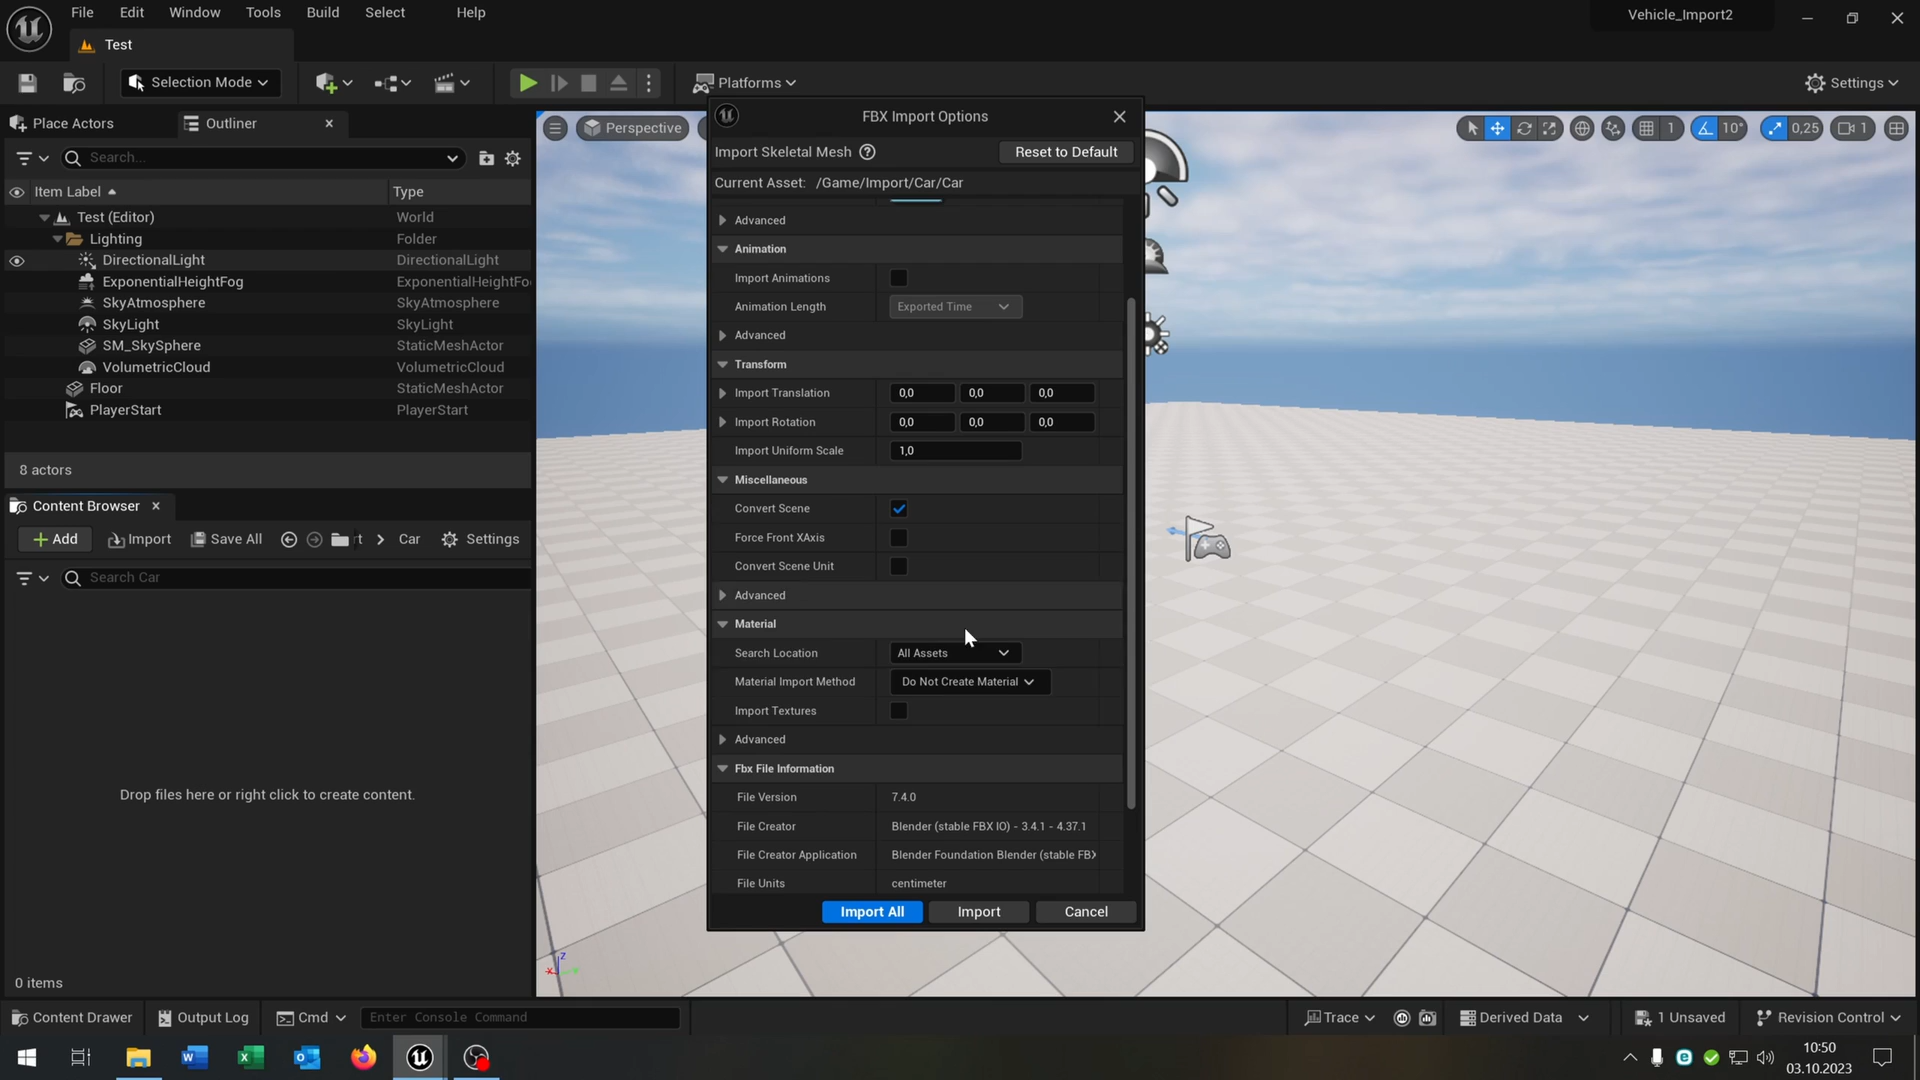 File Edit Window Tools Build Select Help
Vehicle_Import2
Test
Selection Mode
Platforms
Settings
Place Actors
Outliner
Search...
Item Label Type
Test (Editor) World
Lighting Folder
DirectionalLight DirectionalLight
ExponentialHeightFog ExponentialHeightFo
SkyAtmosphere SkyAtmosphere
SkyLight SkyLight
SM_SkySphere StaticMeshActor
VolumetricCloud VolumetricCloud
Floor StaticMeshActor
PlayerStart PlayerStart
8 actors
Content Browser
Add Import Save All rt Car Settings
Search Car
Drop files here or right click to create content.
0 items
Perspective
1 10° 0,25 1
FBX Import Options
Import Skeletal Mesh Reset to Default
Current Asset: /Game/Import/Car/Car
Advanced
Animation
Import Animations
Animation Length Exported Time
Advanced
Transform
Import Translation 0,0 0,0 0,0
Import Rotation 0,0 0,0 0,0
Import Uniform Scale 1,0
Miscellaneous
Convert Scene
Force Front XAxis
Convert Scene Unit
Advanced
Material
Search Location All Assets
Material Import Method Do Not Create Material
Import Textures
Advanced
Fbx File Information
File Version 7.4.0
File Creator Blender (stable FBX IO) - 3.4.1 - 4.37.1
File Creator Application Blender Foundation Blender (stable FBX
File Units centimeter
Import All Import Cancel
Z
X
Content Drawer Output Log Cmd Enter Console Command
Trace Derived Data 1 Unsaved Revision Control
10:50
03.10.2023